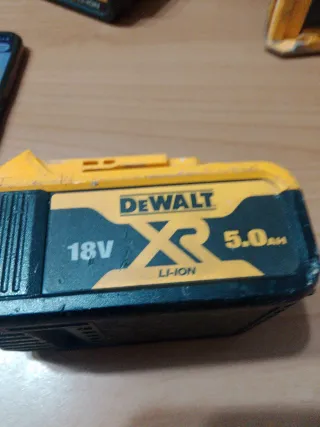 DEWALT
18V XR 5.0AH
LI-ION